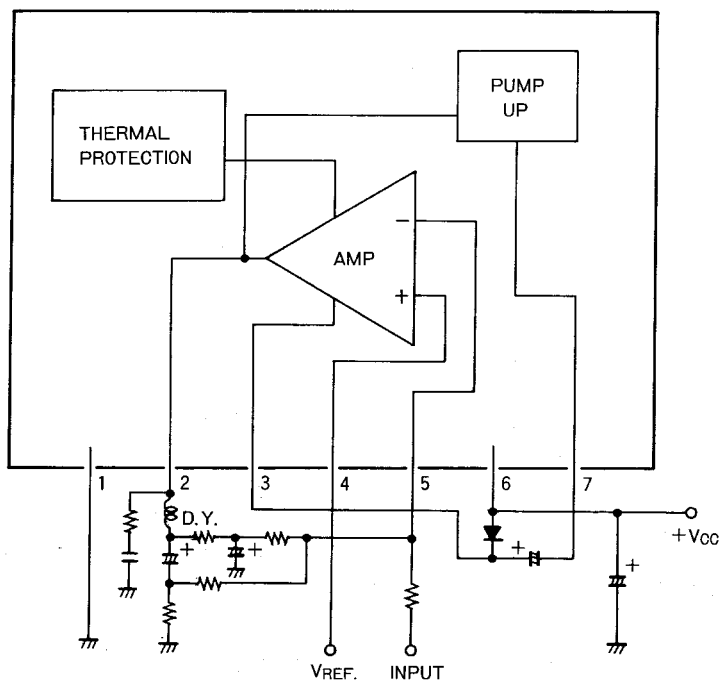 PUMP
UP
THERMAL
PROTECTION
−
AMP
+
1 2 3 4 5 6 7
D.Y.
+ + + +
+VCC
VREF. INPUT